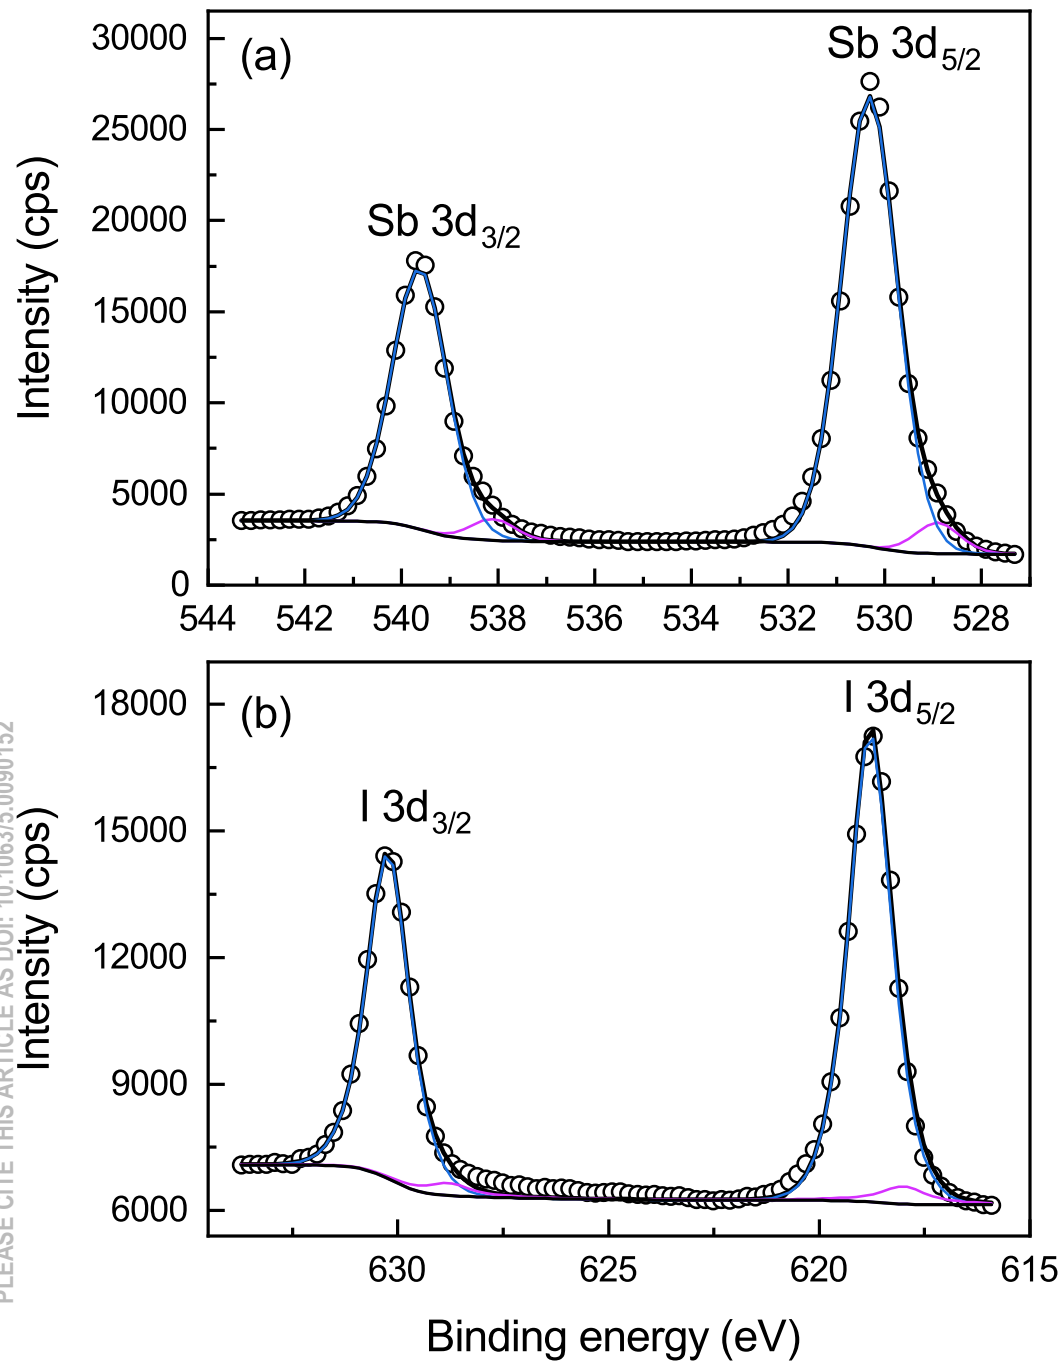 (a)
Sb 3d5/2
Sb 3d3/2
Intensity (cps)
30000
25000
20000
15000
10000
5000
0
544 542 540 538 536 534 532 530 528
(b)
I 3d5/2
I 3d3/2
Intensity (cps)
18000
15000
12000
9000
6000
630 625 620 615
Binding energy (eV)
PLEASE CITE THIS ARTICLE AS DOI: 10.1063/5.0090152